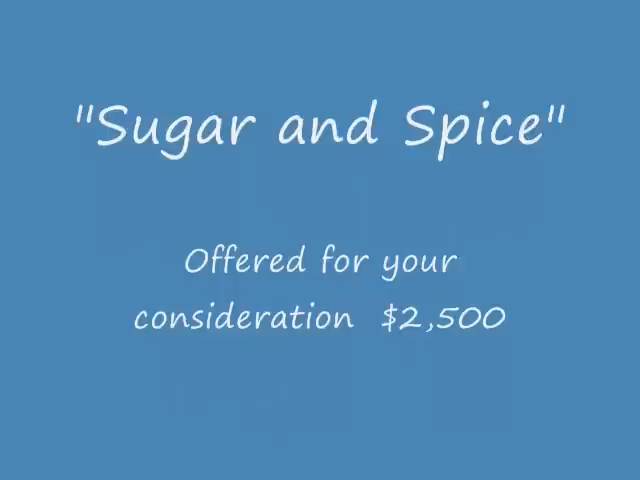 "Sugar and Spice"
Offered for your
consideration $2,500